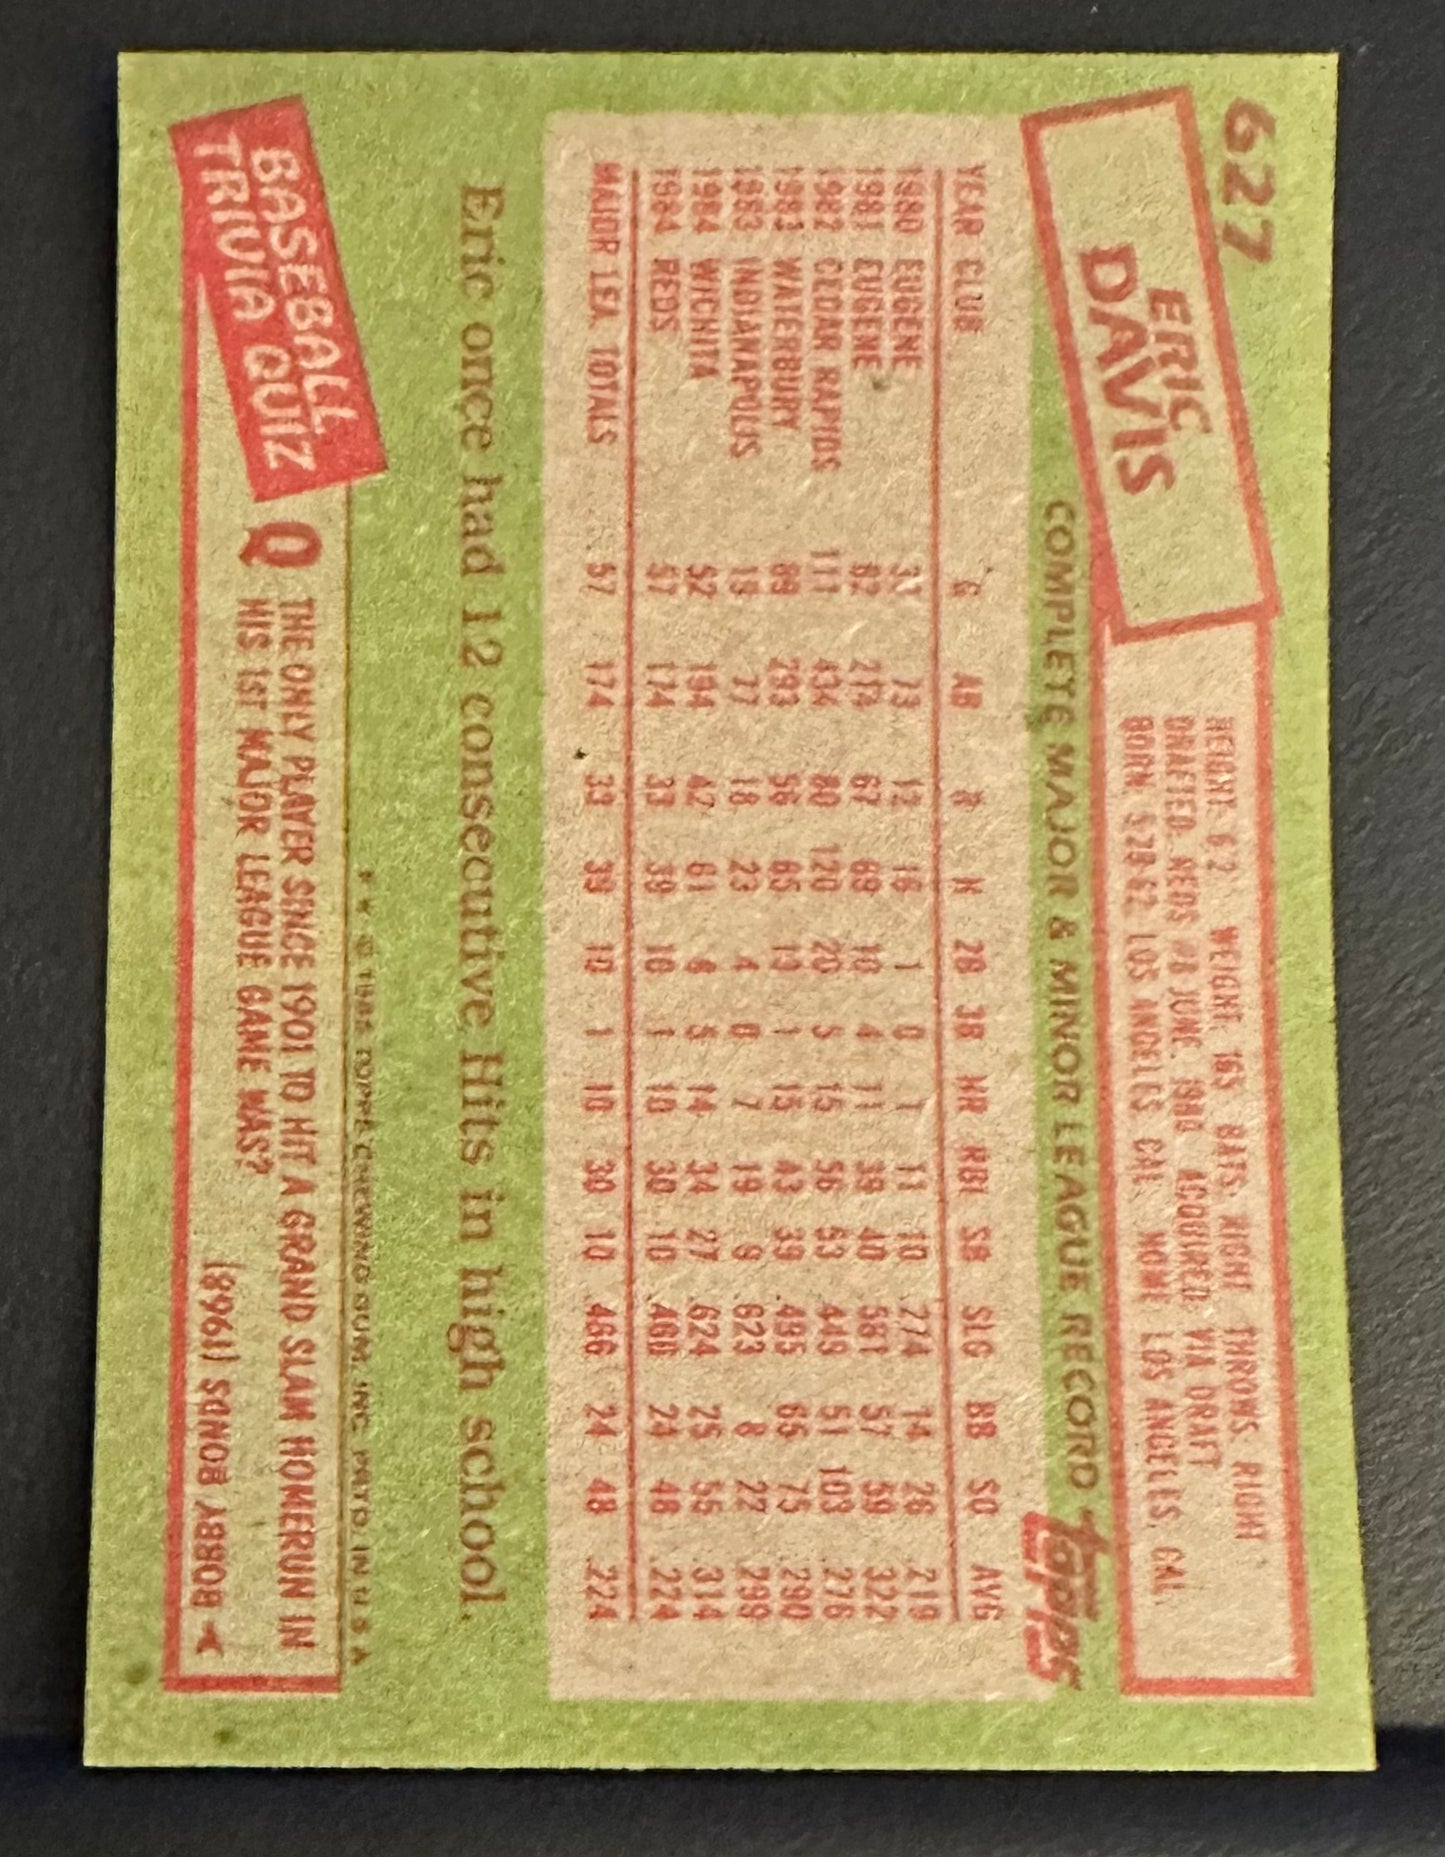 627
ERIC
DAVIS
HEIGHT: 6'2" WEIGHT: 165 BATS: RIGHT THROWS: RIGHT
DRAFTED: REDS #8-JUNE, 1980 ACQUIRED: VIA DRAFT
BORN: 5-29-62, LOS ANGELES, CAL. HOME: LOS ANGELES, CAL.
COMPLETE MAJOR & MINOR LEAGUE RECORD
Topps
YEAR CLUB G AB R H 2B 3B HR RBI SB SLG BB SO AVG
1980 EUGENE 73 12 16 1 0 1 11 10 .274 14 26 .219
1981 EUGENE 62 214 67 69 10 4 11 39 40 .561 57 59 .322
1982 CEDAR RAPIDS 111 434 80 120 20 5 15 56 53 .449 51 103 .276
1983 WATERBURY 89 293 56 85 13 1 15 43 39 .495 65 75 .290
1983 INDIANAPOLIS 19 77 18 23 4 0 7 19 9 .623 8 22 .299
1984 WICHITA 52 194 42 61 5 14 34 27 .624 25 55 .314
1984 REDS 57 174 33 39 10 1 10 30 10 .466 24 48 .224
MAJOR LEA. TOTALS 57 174 33 39 10 1 10 30 10 .466 24 48 .224
Eric once had 12 consecutive Hits in high school.
* * © 1985 TOPPS CHEWING GUM, INC. PRTD. IN U.S.A.
BASEBALL
TRIVIA QUIZ
Q THE ONLY PLAYER SINCE 1901 TO HIT A GRAND SLAM HOMERUN IN
HIS 1ST MAJOR LEAGUE GAME WAS?
BOBBY BONDS (1968)